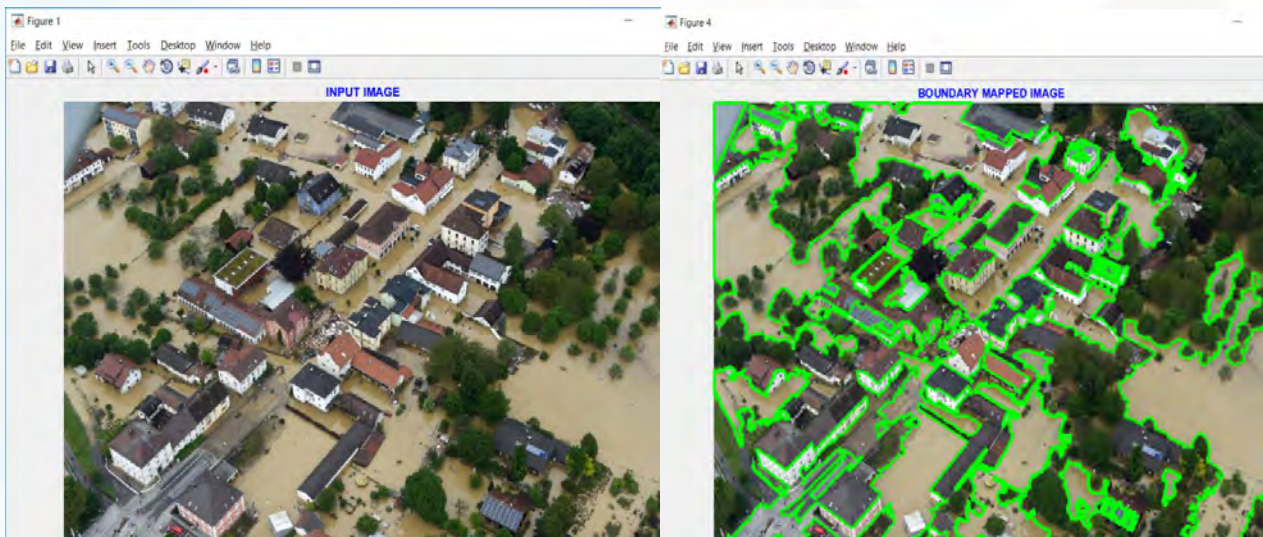 Figure 1
File Edit View Insert Tools Desktop Window Help
INPUT IMAGE
Figure 4
File Edit View Insert Tools Desktop Window Help
BOUNDARY MAPPED IMAGE